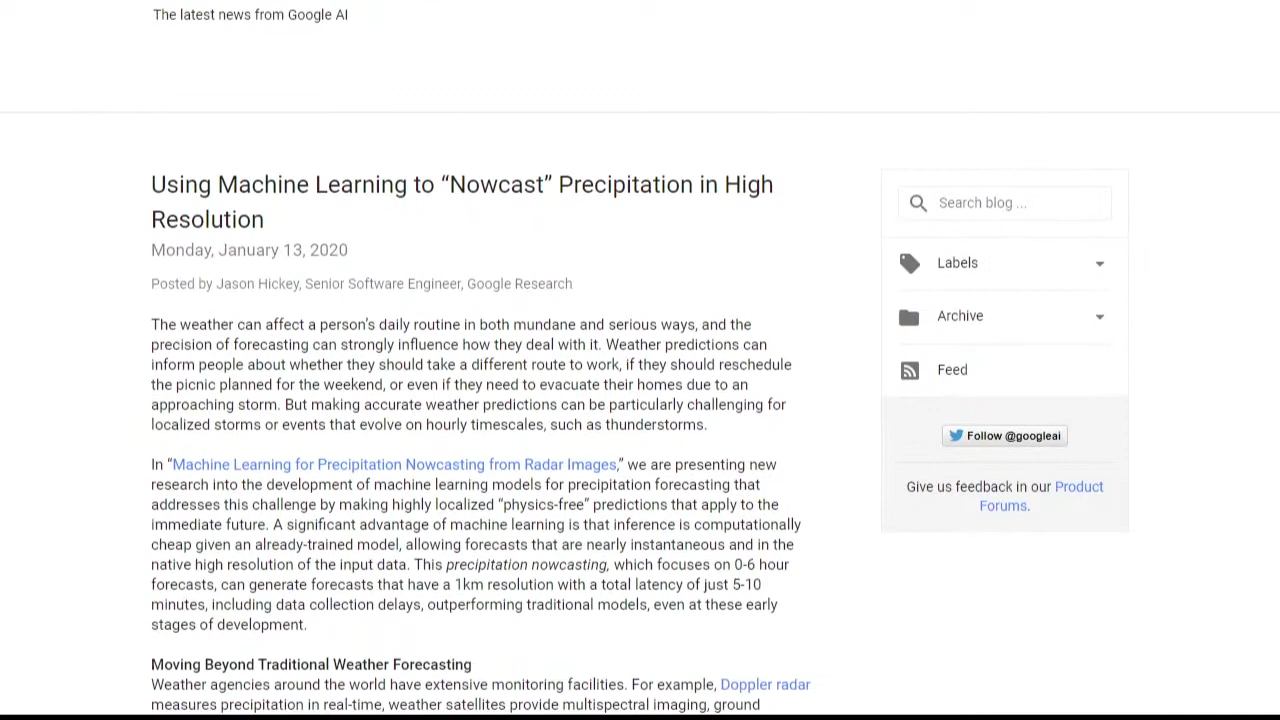 The latest news from Google AI
Using Machine Learning to “Nowcast” Precipitation in High
Resolution
Monday, January 13, 2020
Posted by Jason Hickey, Senior Software Engineer, Google Research
The weather can affect a person’s daily routine in both mundane and serious ways, and the
precision of forecasting can strongly influence how they deal with it. Weather predictions can
inform people about whether they should take a different route to work, if they should reschedule
the picnic planned for the weekend, or even if they need to evacuate their homes due to an
approaching storm. But making accurate weather predictions can be particularly challenging for
localized storms or events that evolve on hourly timescales, such as thunderstorms.
In “Machine Learning for Precipitation Nowcasting from Radar Images,” we are presenting new
research into the development of machine learning models for precipitation forecasting that
addresses this challenge by making highly localized “physics-free” predictions that apply to the
immediate future. A significant advantage of machine learning is that inference is computationally
cheap given an already-trained model, allowing forecasts that are nearly instantaneous and in the
native high resolution of the input data. This precipitation nowcasting, which focuses on 0-6 hour
forecasts, can generate forecasts that have a 1km resolution with a total latency of just 5-10
minutes, including data collection delays, outperforming traditional models, even at these early
stages of development.
Moving Beyond Traditional Weather Forecasting
Weather agencies around the world have extensive monitoring facilities. For example, Doppler radar
measures precipitation in real-time, weather satellites provide multispectral imaging, ground
Search blog ...
Labels
Archive
Feed
Follow @googleai
Give us feedback in our Product
Forums.